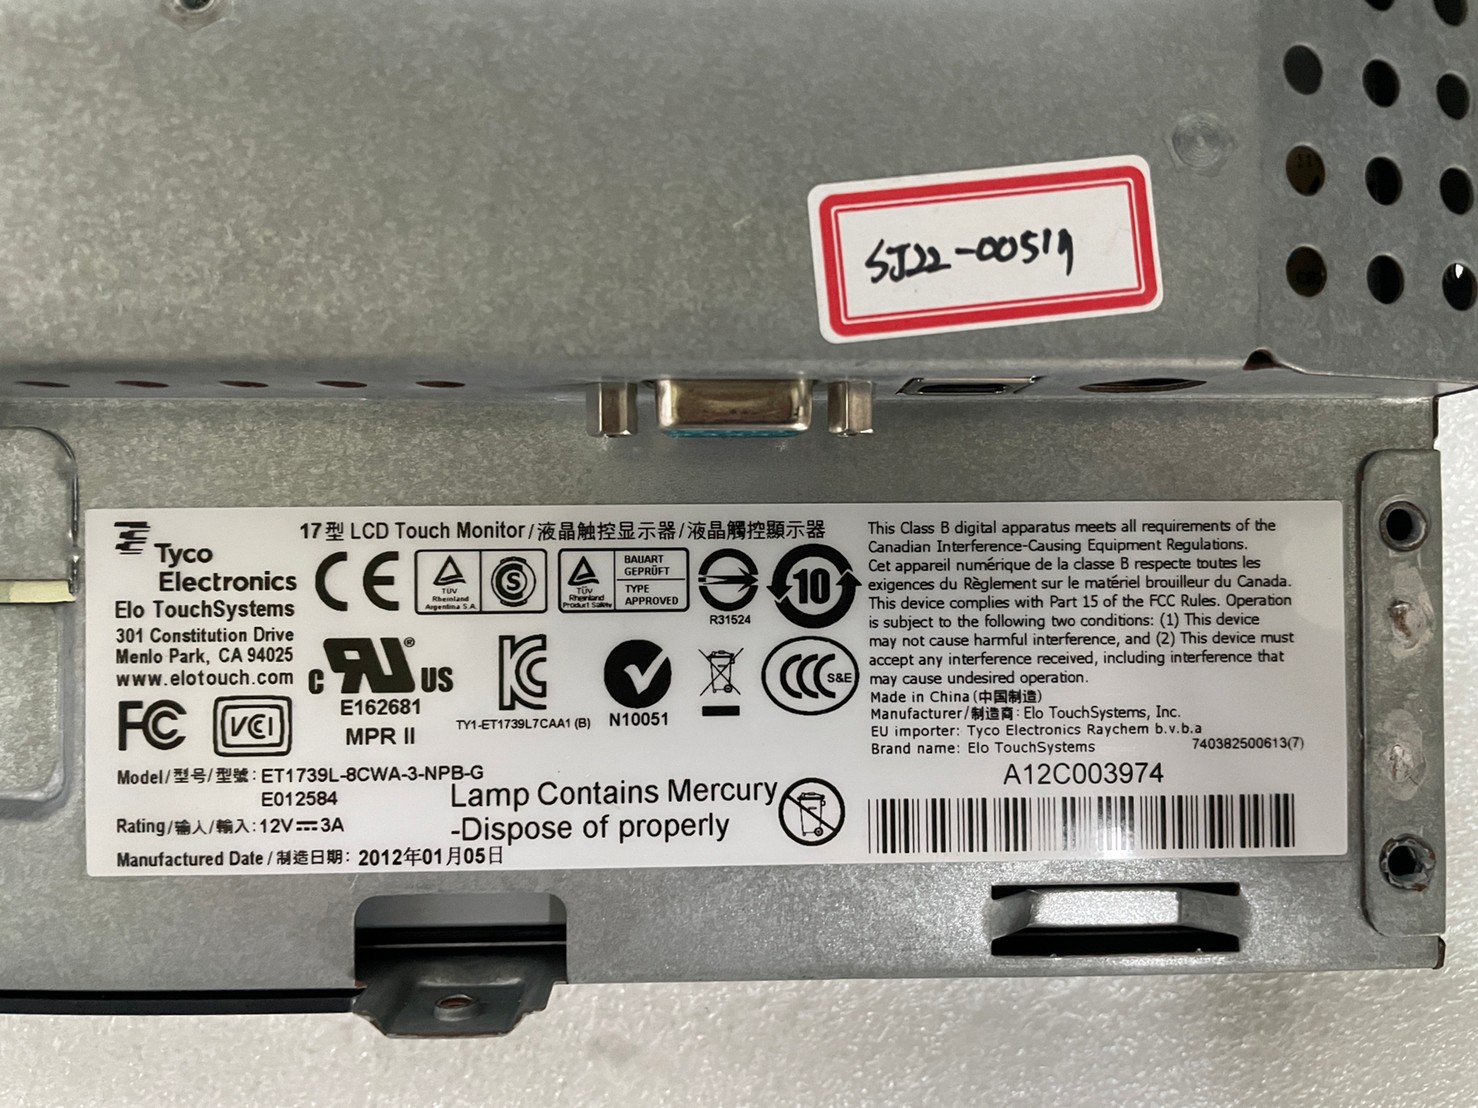 SJ22-00519
Tyco
Electronics
Elo TouchSystems
301 Constitution Drive
Menlo Park, CA 94025
www.elotouch.com
FC
VCI
17型 LCD Touch Monitor/液晶触控显示器/液晶觸控顯示器
CE
TÜV
Rheinland
Argentina S.A.
S
TÜV
Rheinland
Product Safety
BAUART
GEPRÜFT
TYPE
APPROVED
R31524
10
c RU® US
E162681
MPR II
TY1-ET1739L7CAA1 (B)
N10051
CCC S&E
Model/型号/型號: ET1739L-8CWA-3-NPB-G
E012584
Rating/输入/輸入: 12V⎓3A
Manufactured Date/制造日期: 2012年01月05日
Lamp Contains Mercury
-Dispose of properly
This Class B digital apparatus meets all requirements of the
Canadian Interference-Causing Equipment Regulations.
Cet appareil numérique de la classe B respecte toutes les
exigences du Règlement sur le matériel brouilleur du Canada.
This device complies with Part 15 of the FCC Rules. Operation
is subject to the following two conditions: (1) This device
may not cause harmful interference, and (2) This device must
accept any interference received, including interference that
may cause undesired operation.
Made in China (中国制造)
Manufacturer/制造商: Elo TouchSystems, Inc.
EU importer: Tyco Electronics Raychem b.v.b.a
Brand name: Elo TouchSystems
740382500613(7)
A12C003974